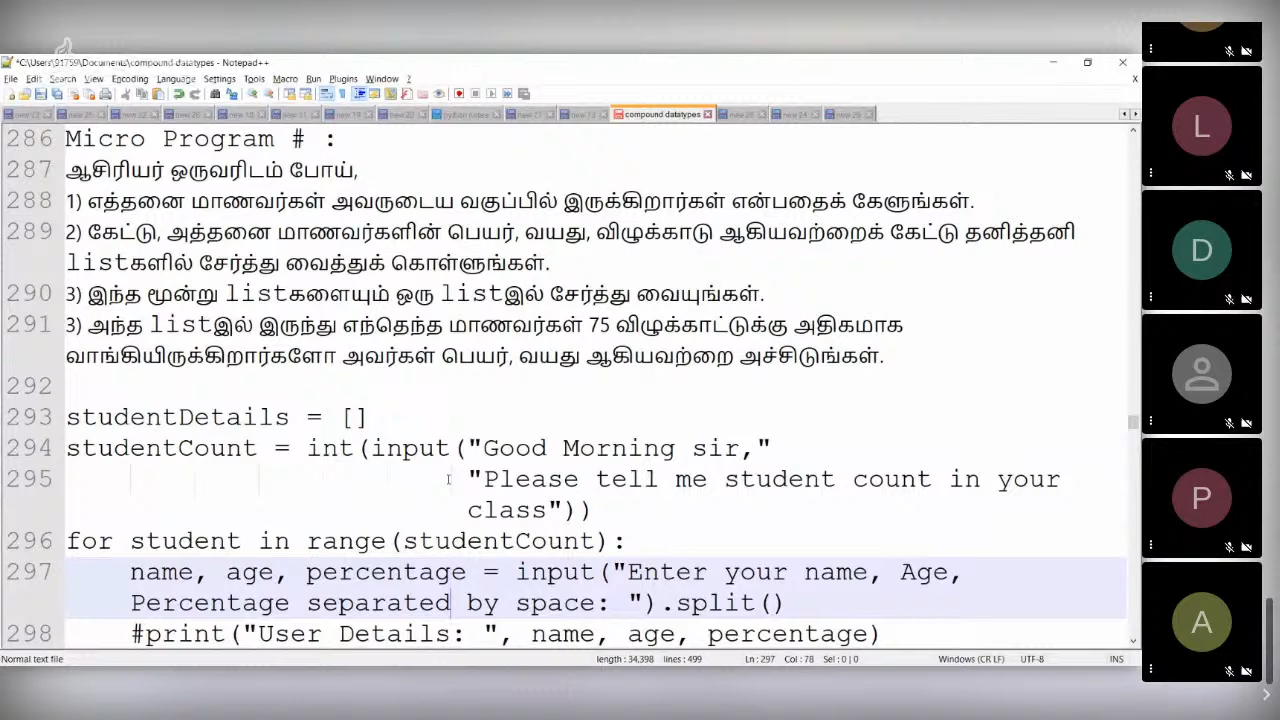 *C:\Users\91759\Documents\compound datatypes - Notepad++
File Edit Search View Encoding Language Settings Tools Macro Run Plugins Window ?
X
python notes compound datatypes
286 Micro Program # :
287 ஆசிரியர் ஒருவரிடம் போய்,
288 1) எத்தனை மாணவர்கள் அவருடைய வகுப்பில் இருக்கிறார்கள் என்பதைக் கேளுங்கள்.
289 2) கேட்டு, அத்தனை மாணவர்களின் பெயர், வயது, விழுக்காடு ஆகியவற்றைக் கேட்டு தனித்தனி
listகளில் சேர்த்து வைத்துக் கொள்ளுங்கள்.
290 3) இந்த மூன்று listகளையும் ஒரு listஇல் சேர்த்து வையுங்கள்.
291 3) அந்த listஇல் இருந்து எந்தெந்த மாணவர்கள் 75 விழுக்காட்டுக்கு அதிகமாக
வாங்கியிருக்கிறார்களோ அவர்கள் பெயர், வயது ஆகியவற்றை அச்சிடுங்கள்.
292
293 studentDetails = []
294 studentCount = int(input("Good Morning sir,"
295 "Please tell me student count in your
class"))
296 for student in range(studentCount):
297 name, age, percentage = input("Enter your name, Age,
Percentage separated by space: ").split()
298 #print("User Details: ", name, age, percentage)
Normal text file length : 34,398 lines : 499 Ln : 297 Col : 78 Sel : 0 | 0 Windows (CR LF) UTF-8 INS
L
D
P
A